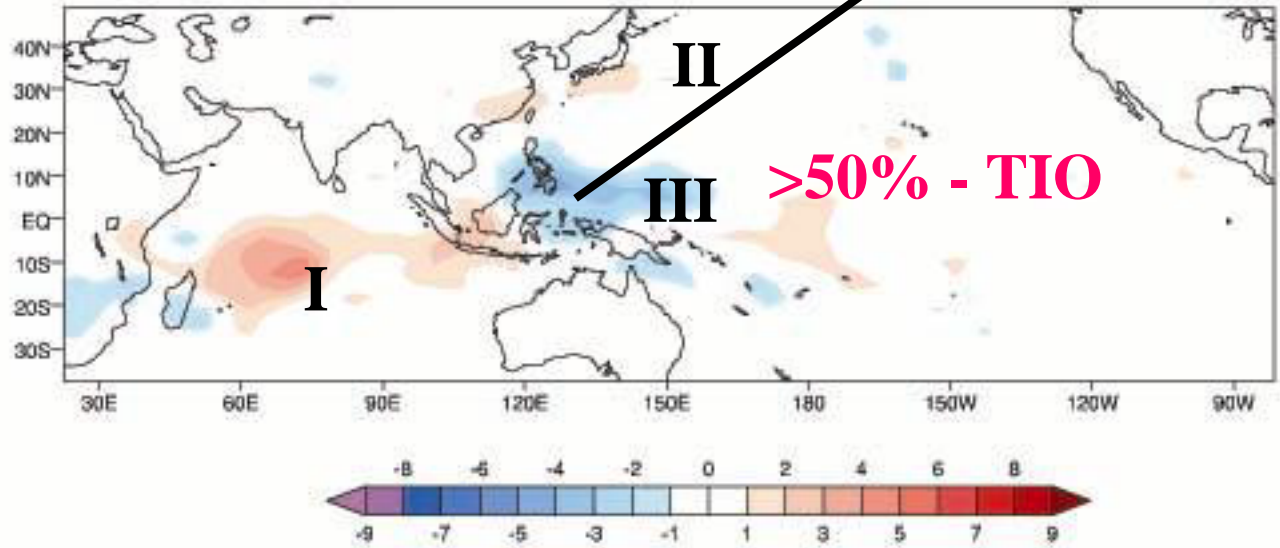 40N
30N
20N
10N
EQ
10S
20S
30S
II
III
>50% - TIO
I
30E 60E 90E 120E 150E 180 150W 120W 90W
-8 -6 -4 -2 0 2 4 6 8
-9 -7 -5 -3 -1 1 3 5 7 9